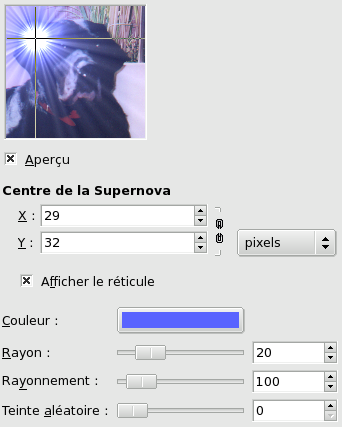 Aperçu
Centre de la Supernova
X : 29
Y : 32 pixels
Afficher le réticule
Couleur :
Rayon : 20
Rayonnement : 100
Teinte aléatoire : 0